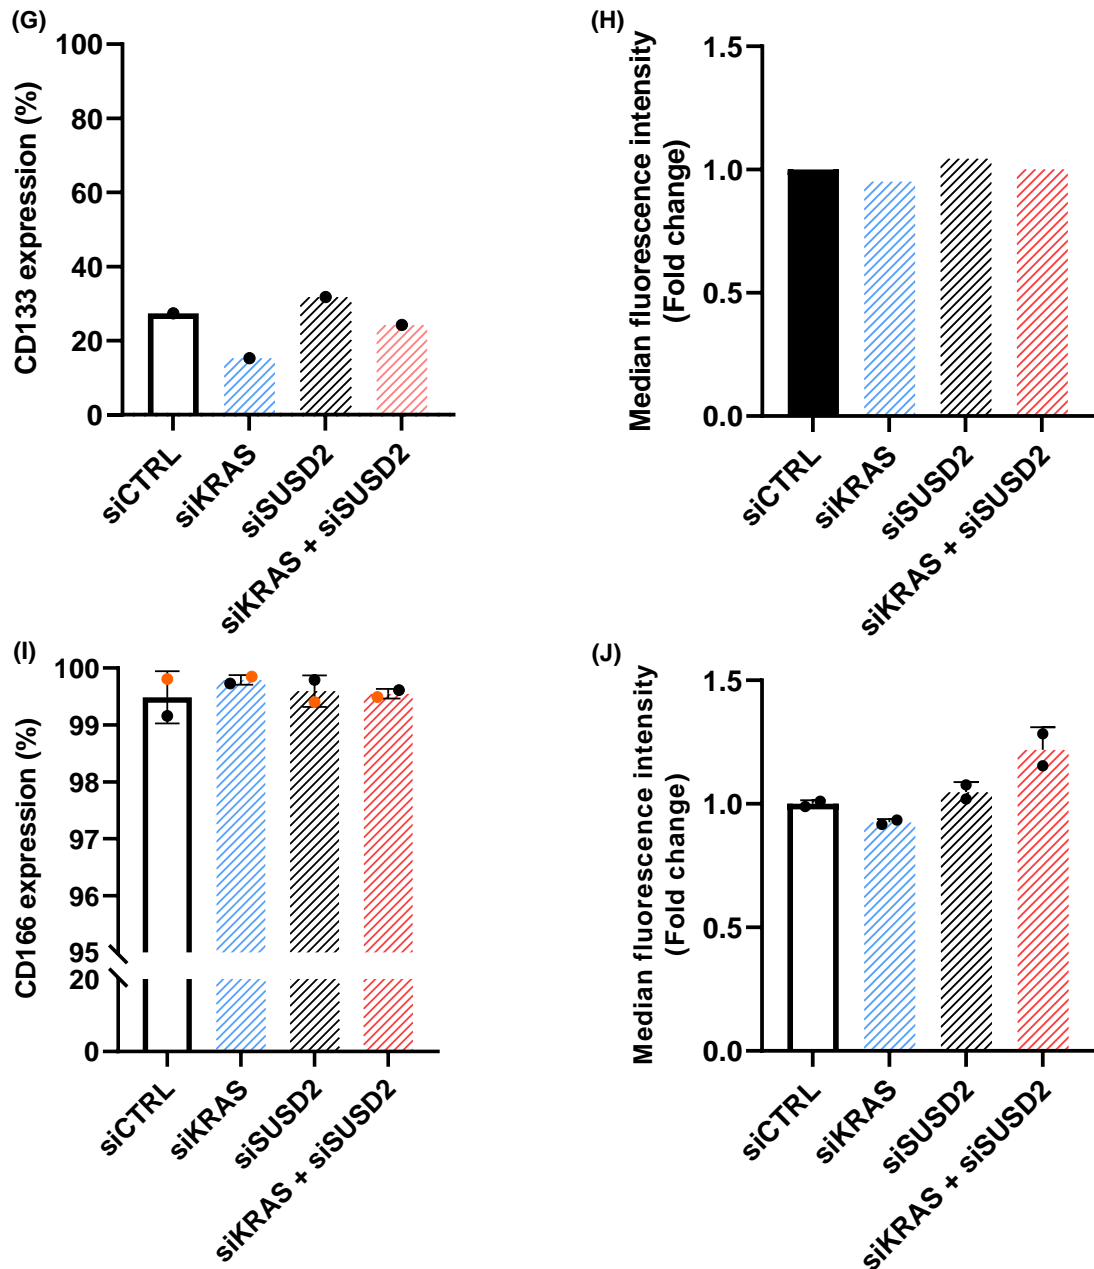 (G)
CD133 expression (%)
100
80
60
40
20
0
siCTRL
siKRAS
siSUSD2
siKRAS + siSUSD2
(H)
Median fluorescence intensity
(Fold change)
1.5
1.0
0.5
0.0
siCTRL
siKRAS
siSUSD2
siKRAS + siSUSD2
(I)
CD166 expression (%)
100
99
98
97
96
95
20
0
siCTRL
siKRAS
siSUSD2
siKRAS + siSUSD2
(J)
Median fluorescence intensity
(Fold change)
1.5
1.0
0.5
0.0
siCTRL
siKRAS
siSUSD2
siKRAS + siSUSD2